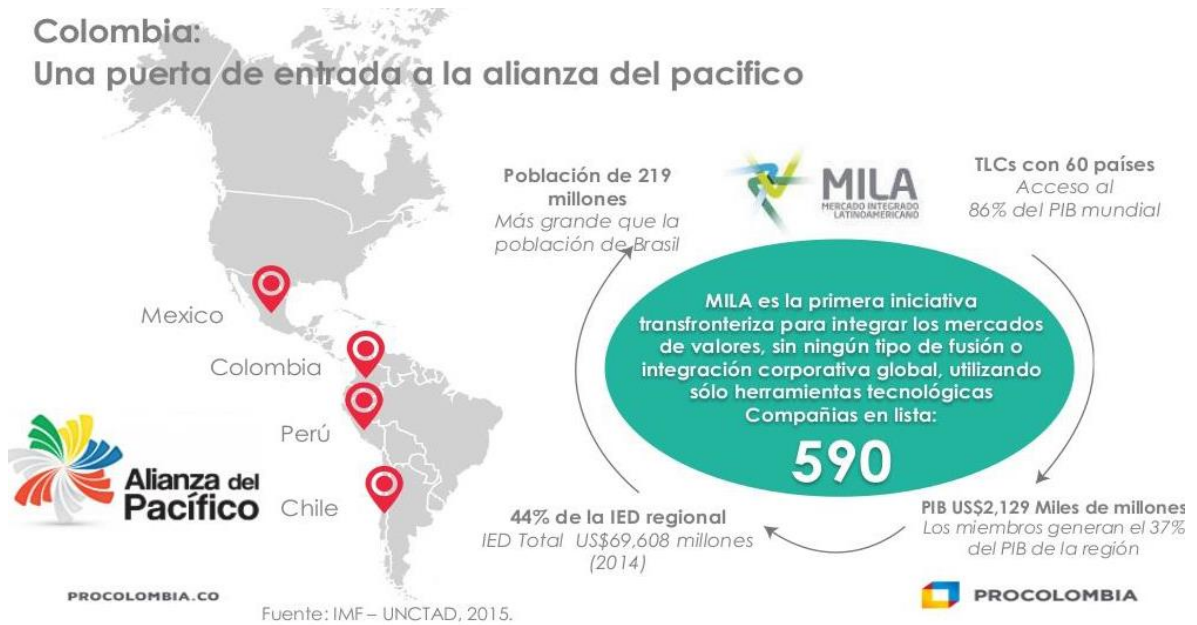 Colombia:
Una puerta de entrada a la alianza del pacifico
Mexico
Colombia
Perú
Chile
Alianza del
Pacífico
Población de 219
millones
Más grande que la
población de Brasil
MILA
MERCADO INTEGRADO
LATINOAMERICANO
TLCs con 60 países
Acceso al
86% del PIB mundial
MILA es la primera iniciativa
transfronteriza para integrar los mercados
de valores, sin ningún tipo de fusión o
integración corporativa global, utilizando
sólo herramientas tecnológicas
Compañias en lista:
590
44% de la IED regional
IED Total US$69,608 millones
(2014)
PIB US$2,129 Miles de millones
Los miembros generan el 37%
del PIB de la región
PROCOLOMBIA.CO
Fuente: IMF – UNCTAD, 2015.
PROCOLOMBIA